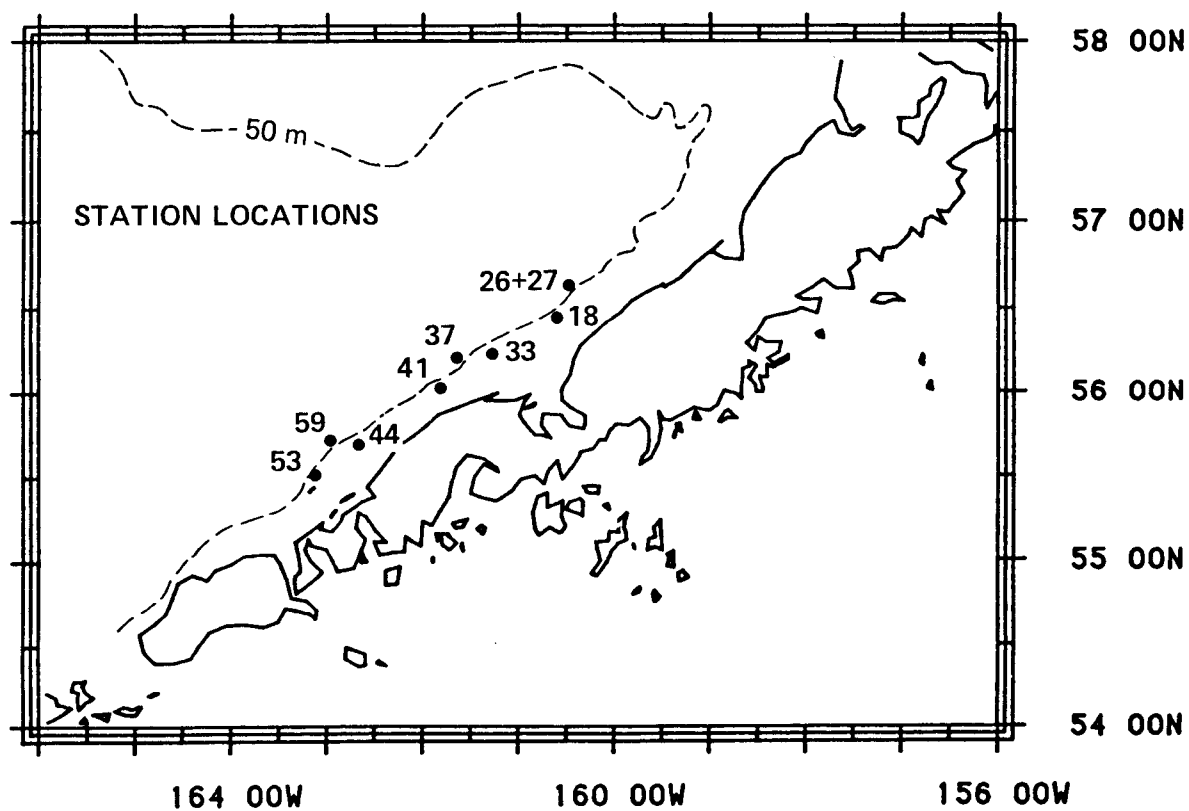 58 00N
50 m
STATION LOCATIONS
57 00N
26+27
18
37
33
41
56 00N
59
44
53
55 00N
54 00N
164 00W
160 00W
156 00W